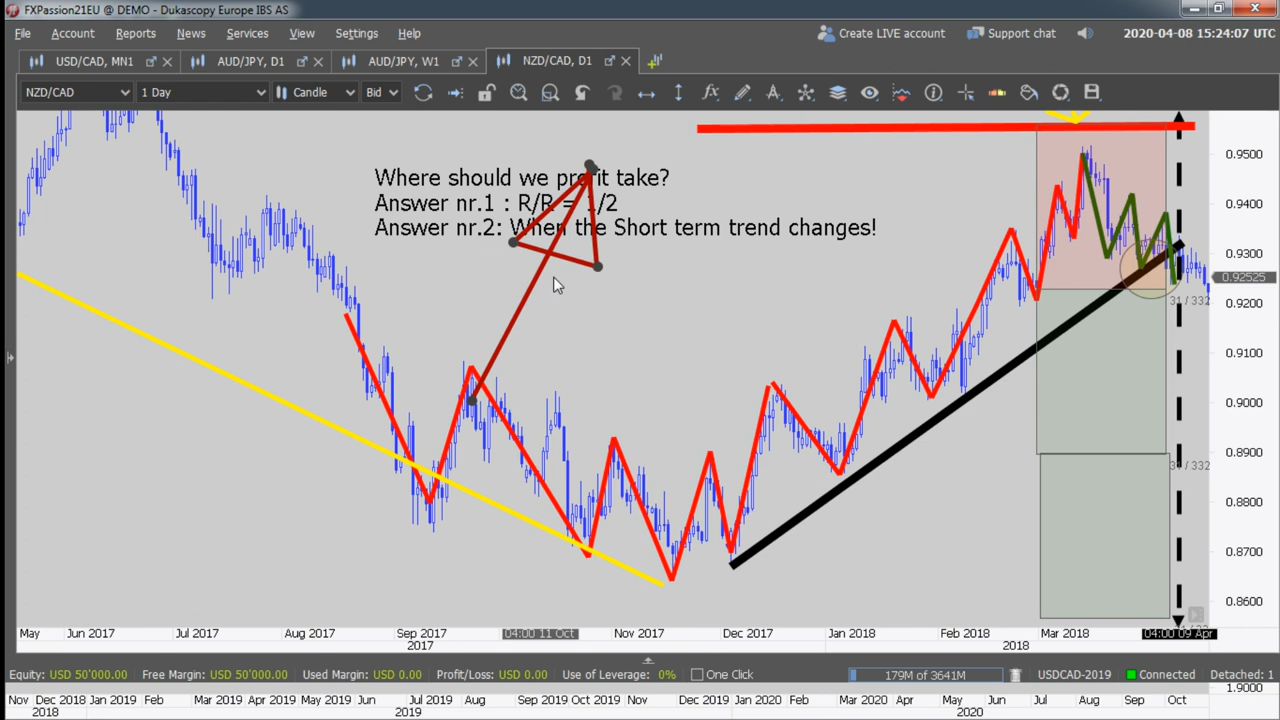 FXPassion21EU @ DEMO - Dukascopy Europe IBS AS
File Account Reports News Services View Settings Help
Create LIVE account Support chat 2020-04-08 15:24:07 UTC
USD/CAD, MN1 AUD/JPY, D1 AUD/JPY, W1 NZD/CAD, D1
NZD/CAD 1 Day Candle Bid
Where should we profit take?
Answer nr.1 : R/R = 1/2
Answer nr.2: When the Short term trend changes!
0.9500
0.9400
0.9300
0.92525
0.9200
31 / 332
0.9100
0.9000
0.8900
31 / 332
0.8800
0.8700
0.8600
May Jun 2017 Jul 2017 Aug 2017 Sep 2017 04:00 11 Oct Nov 2017 Dec 2017 Jan 2018 Feb 2018 Mar 2018 04:00 09 Apr
2017 2018
Equity: USD 50'000.00 Free Margin: USD 50'000.00 Used Margin: USD 0.00 Profit/Loss: USD 0.00 Use of Leverage: 0% One Click 179M of 3641M USDCAD-2019 Connected Detached: 1
1.9000
Nov Dec 2018 Jan 2019 Feb Mar 2019 Apr 2019 May 2019 Jun Jul 2019 Aug Sep 2019 Oct 2019 Nov Dec 2019 Jan 2020 Feb Mar 2020 Apr May 2020 Jun Jul Aug Sep Oct
2018 2019 2020